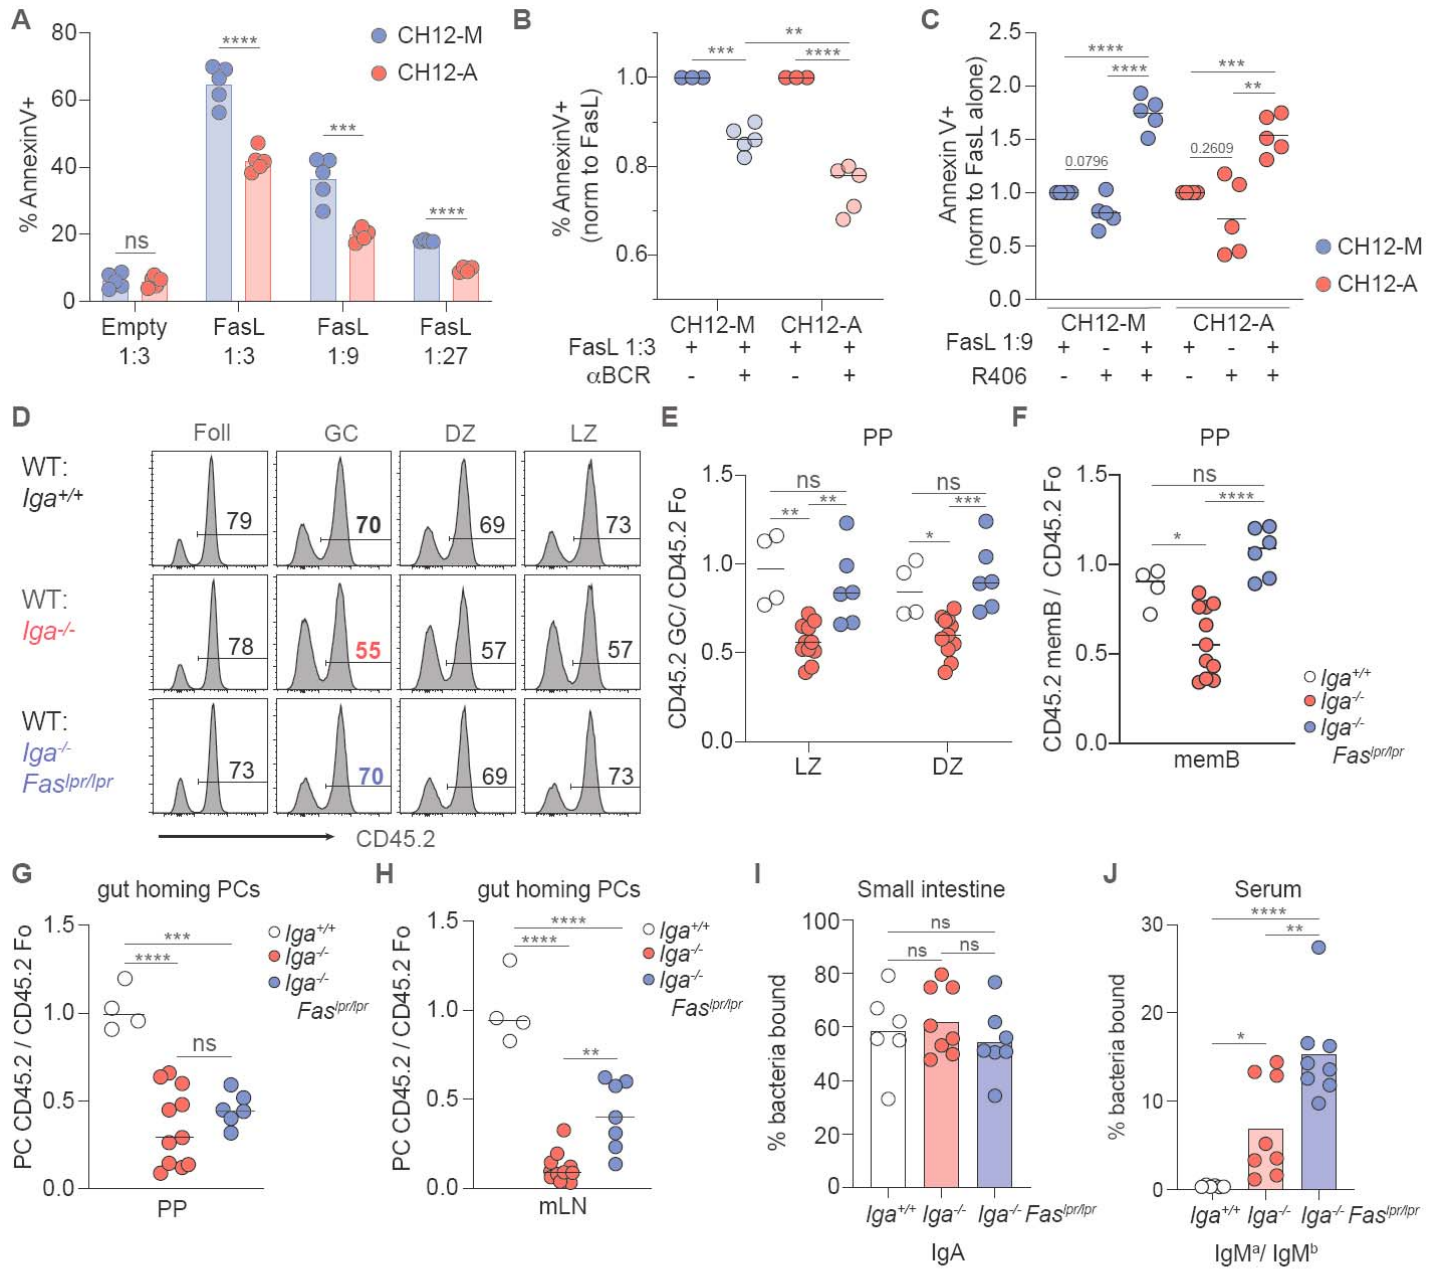 A
80
60
40
20
0
% AnnexinV+
ns
****
***
****
CH12-M
CH12-A
Empty FasL FasL FasL
1:3 1:3 1:9 1:27
B
1.0
0.8
0.6
% AnnexinV+
(norm to FasL)
**
*** ****
CH12-M CH12-A
FasL 1:3 + + + +
αBCR - + - +
C
2.5
2.0
1.5
1.0
0.5
0.0
Annexin V+
(norm to FasL alone)
****
****
***
**
0.0796
0.2609
CH12-M
CH12-A
CH12-M CH12-A
FasL 1:9 + - + + - +
R406 - + + - + +
D
Foll GC DZ LZ
WT:
Iga+/+
79 70 69 73
WT:
Iga-/-
78 55 57 57
WT:
Iga-/-
Faslpr/lpr
73 70 69 73
CD45.2
E
PP
1.5
1.0
0.5
0.0
CD45.2 GC/ CD45.2 Fo
ns
** **
ns
* ***
LZ DZ
F
PP
1.5
1.0
0.5
0.0
CD45.2 memB / CD45.2 Fo
ns
****
*
memB
Iga+/+
Iga-/-
Iga-/-
Faslpr/lpr
G
gut homing PCs
1.5
1.0
0.5
0.0
PC CD45.2 / CD45.2 Fo
***
****
ns
PP
Iga+/+
Iga-/-
Iga-/-
Faslpr/lpr
H
gut homing PCs
1.5
1.0
0.5
0.0
PC CD45.2 / CD45.2 Fo
****
****
**
mLN
Iga+/+
Iga-/-
Iga-/-
Faslpr/lpr
I
Small intestine
100
80
60
40
20
0
% bacteria bound
ns
ns ns
Iga+/+ Iga-/- Iga-/- Faslpr/lpr
IgA
J
Serum
30
20
10
0
% bacteria bound
****
**
*
Iga+/+ Iga-/- Iga-/- Faslpr/lpr
IgMa/ IgMb